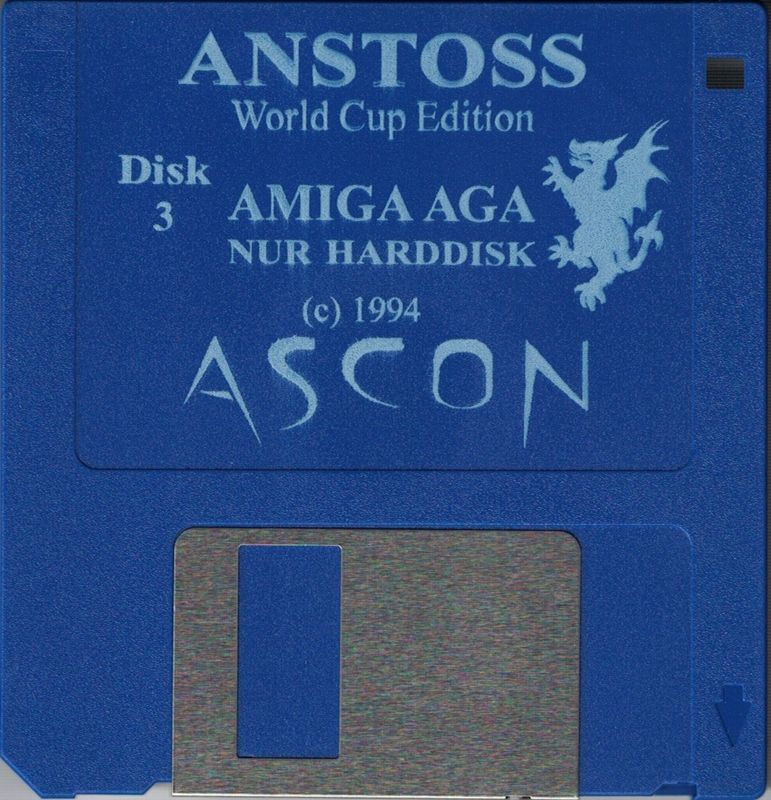 ANSTOSS
World Cup Edition
Disk
3
AMIGA AGA
NUR HARDDISK
(c) 1994
ASCON